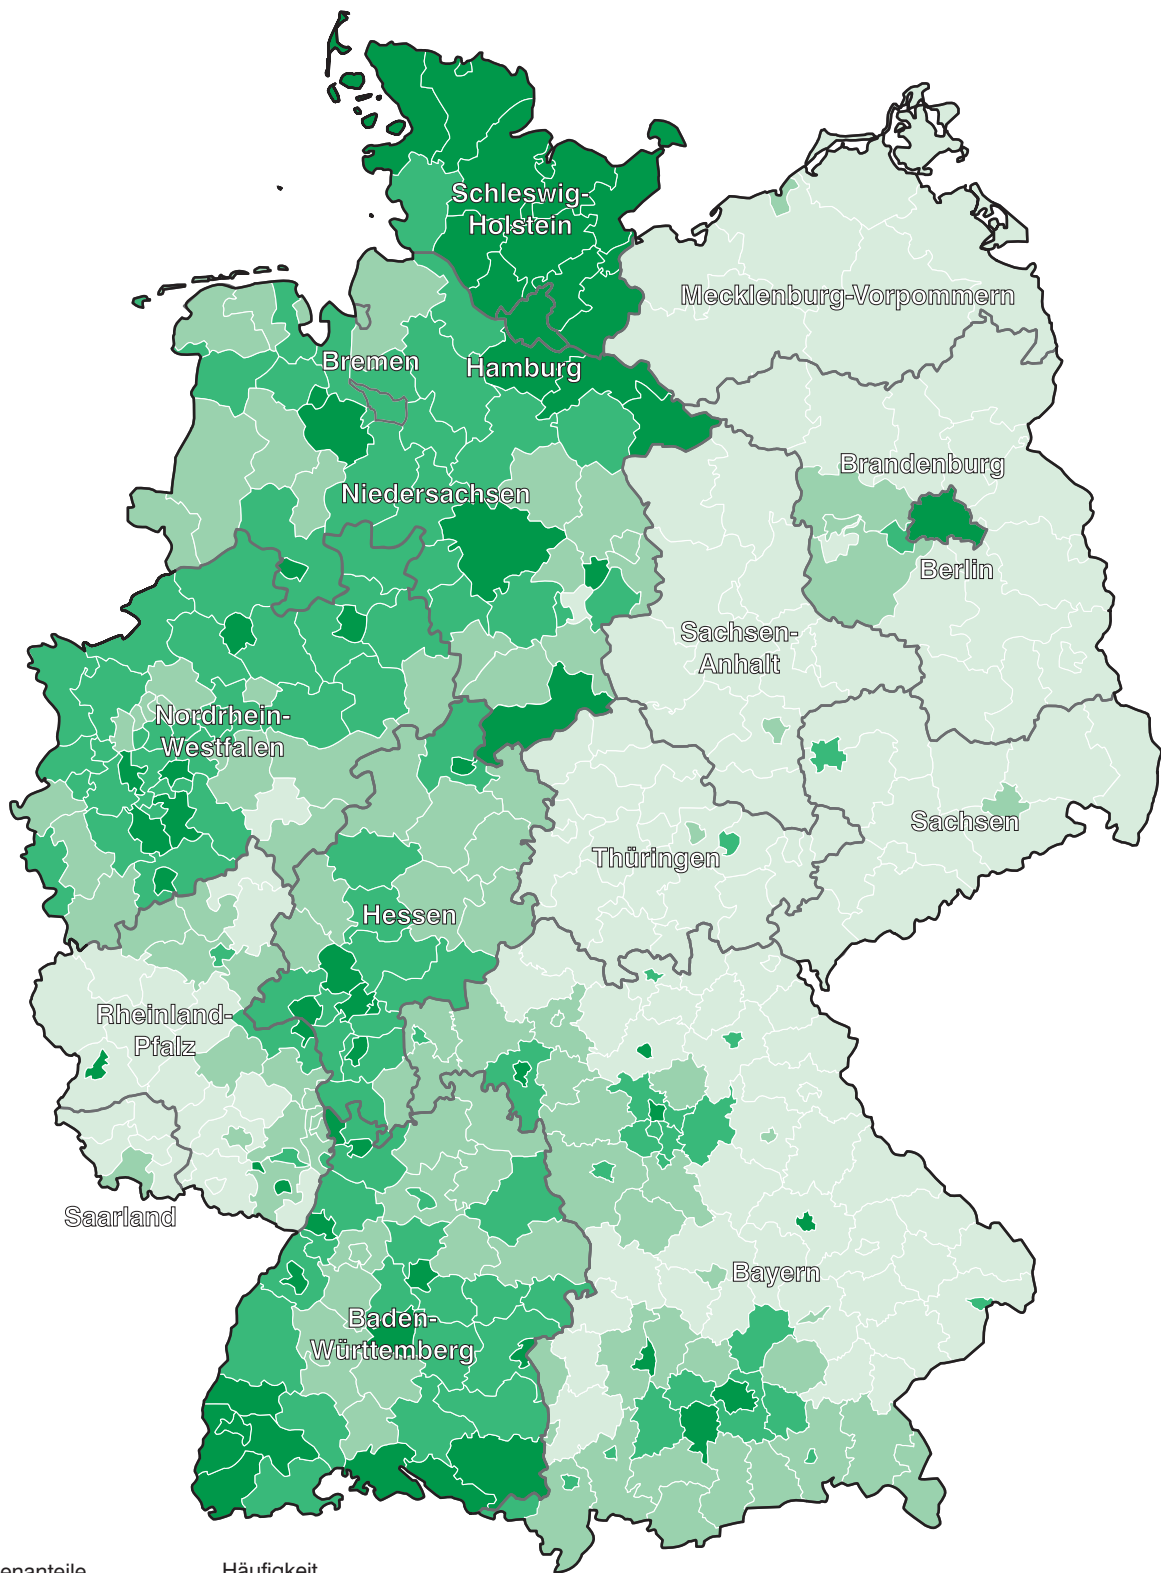 Schleswig-
Holstein
Mecklenburg-Vorpommern
Bremen
Hamburg
Brandenburg
Niedersachsen
Berlin
Sachsen-
Anhalt
Nordrhein-
Westfalen
Sachsen
Thüringen
Hessen
Rheinland-
Pfalz
Saarland
Bayern
Baden-
Württemberg
enanteile
Häufigkeit